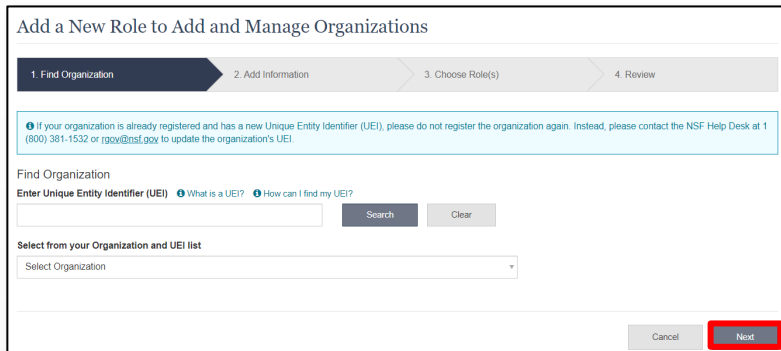 Add a New Role to Add and Manage Organizations
1. Find Organization
2. Add Information
3. Choose Role(s)
4. Review
If your organization is already registered and has a new Unique Entity Identifier (UEI), please do not register the organization again. Instead, please contact the NSF Help Desk at 1
(800) 381-1532 or rgov@nsf.gov to update the organization's UEI.
Find Organization
Enter Unique Entity Identifier (UEI) What is a UEI? How can I find my UEI?
Search Clear
Select from your Organization and UEI list
Select Organization
Cancel Next